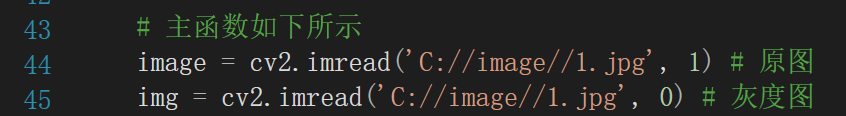 43 # 主函数如下所示
44 image = cv2.imread('C://image//1.jpg', 1) # 原图
45 img = cv2.imread('C://image//1.jpg', 0) # 灰度图